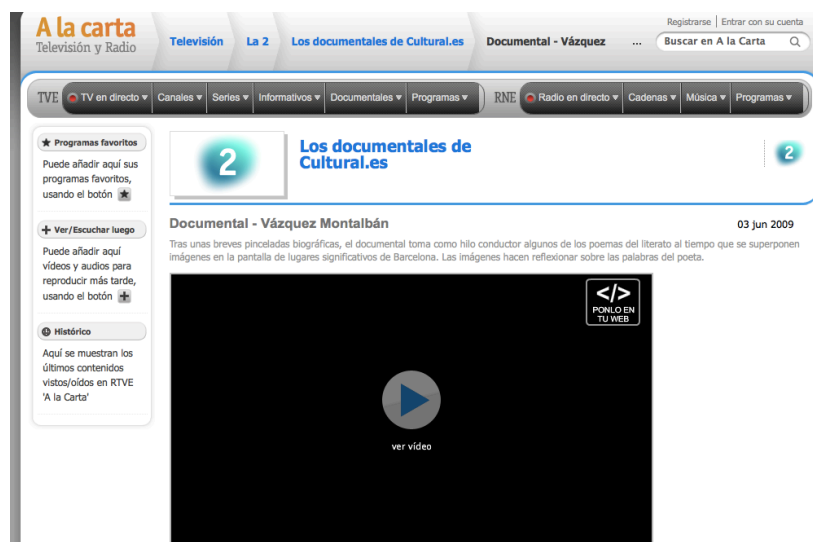 A la carta
Televisión y Radio
Televisión La 2 Los documentales de Cultural.es Documental - Vázquez ...
Registrarse | Entrar con su cuenta
Buscar en A la Carta
TVE TV en directo Canales Series Informativos Documentales Programas RNE Radio en directo Cadenas Música Programas
Programas favoritos
Puede añadir aquí sus
programas favoritos,
usando el botón
Ver/Escuchar luego
Puede añadir aquí
vídeos y audios para
reproducir más tarde,
usando el botón
Histórico
Aquí se muestran los
últimos contenidos
vistos/oídos en RTVE
'A la Carta'
2
Los documentales de
Cultural.es
2
Documental - Vázquez Montalbán
03 jun 2009
Tras unas breves pinceladas biográficas, el documental toma como hilo conductor algunos de los poemas del literato al tiempo que se superponen
imágenes en la pantalla de lugares significativos de Barcelona. Las imágenes hacen reflexionar sobre las palabras del poeta.
</>
PONLO EN
TU WEB
ver vídeo